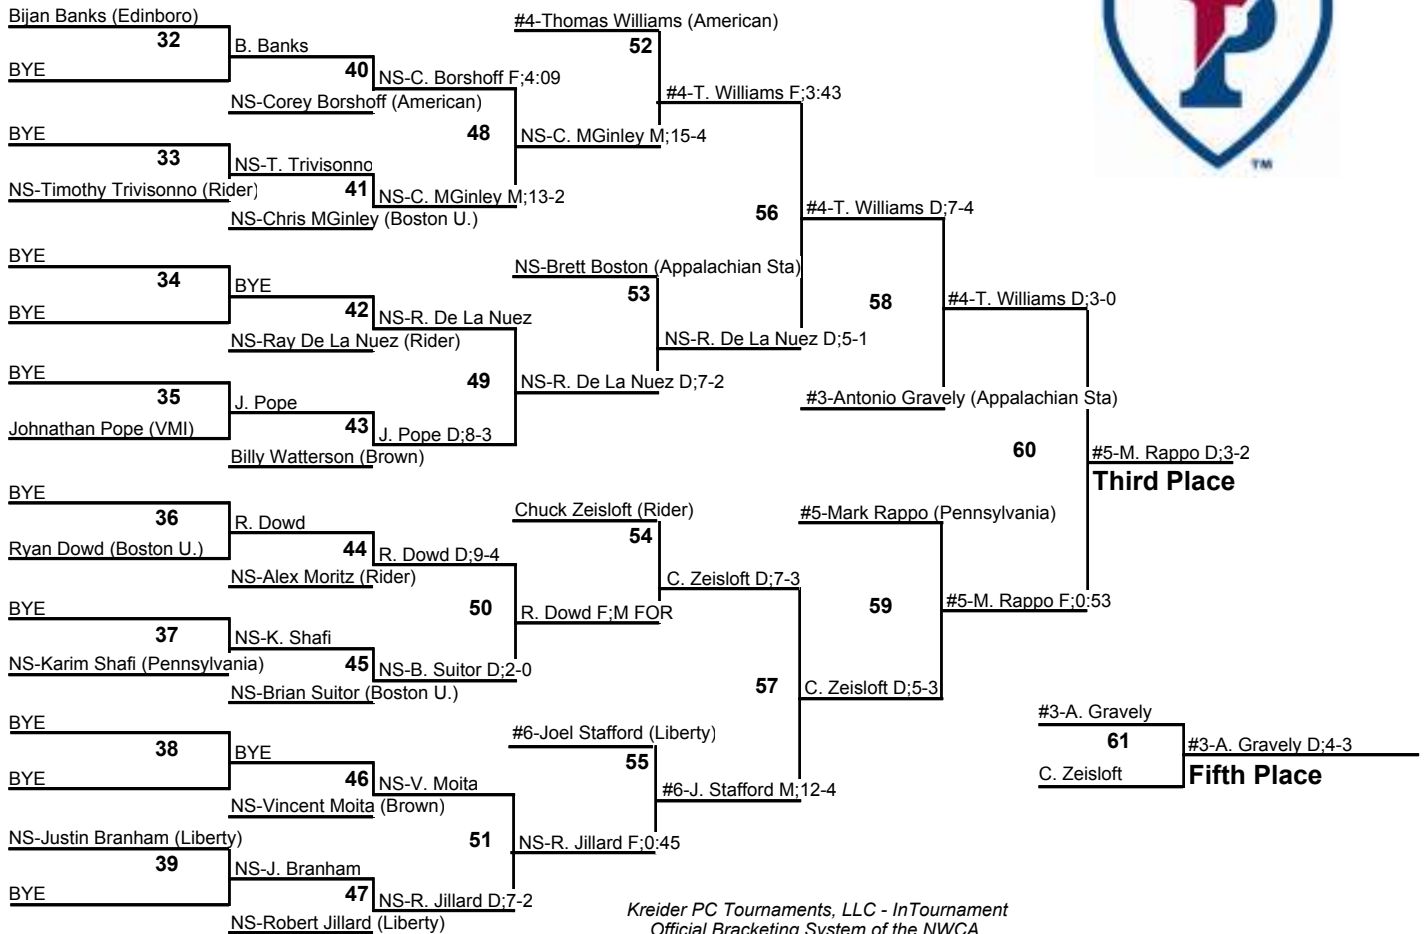 Bijan Banks (Edinboro)
32
BYE
B. Banks
40
NS-Corey Borshoff (American)
NS-C. Borshoff F;4:09
48
BYE
33
NS-Timothy Trivisonno (Rider)
NS-T. Trivisonno
41
NS-Chris MGinley (Boston U.)
NS-C. MGinley M;13-2
NS-C. MGinley M;15-4
#4-Thomas Williams (American)
52
#4-T. Williams F;3:43
56
BYE
34
BYE
BYE
42
NS-Ray De La Nuez (Rider)
NS-R. De La Nuez
49
BYE
35
Johnathan Pope (VMI)
J. Pope
43
Billy Watterson (Brown)
J. Pope D;8-3
NS-R. De La Nuez D;7-2
NS-Brett Boston (Appalachian Sta)
53
NS-R. De La Nuez D;5-1
#4-T. Williams D;7-4
58
#3-Antonio Gravely (Appalachian Sta)
#4-T. Williams D;3-0
60
#5-M. Rappo D;3-2
Third Place
BYE
36
Ryan Dowd (Boston U.)
R. Dowd
44
NS-Alex Moritz (Rider)
R. Dowd D;9-4
50
BYE
37
NS-Karim Shafi (Pennsylvania)
NS-K. Shafi
45
NS-Brian Suitor (Boston U.)
NS-B. Suitor D;2-0
R. Dowd F;M FOR
Chuck Zeisloft (Rider)
54
C. Zeisloft D;7-3
57
#5-Mark Rappo (Pennsylvania)
59
#5-M. Rappo F;0:53
C. Zeisloft D;5-3
BYE
38
BYE
BYE
46
NS-Vincent Moita (Brown)
NS-V. Moita
51
NS-Justin Branham (Liberty)
39
BYE
NS-J. Branham
47
NS-Robert Jillard (Liberty)
NS-R. Jillard D;7-2
NS-R. Jillard F;0:45
#6-Joel Stafford (Liberty)
55
#6-J. Stafford M;12-4
#3-A. Gravely
61
C. Zeisloft
#3-A. Gravely D;4-3
Fifth Place
P
TM
Kreider PC Tournaments, LLC - InTournament
Official Bracketing System of the NWCA